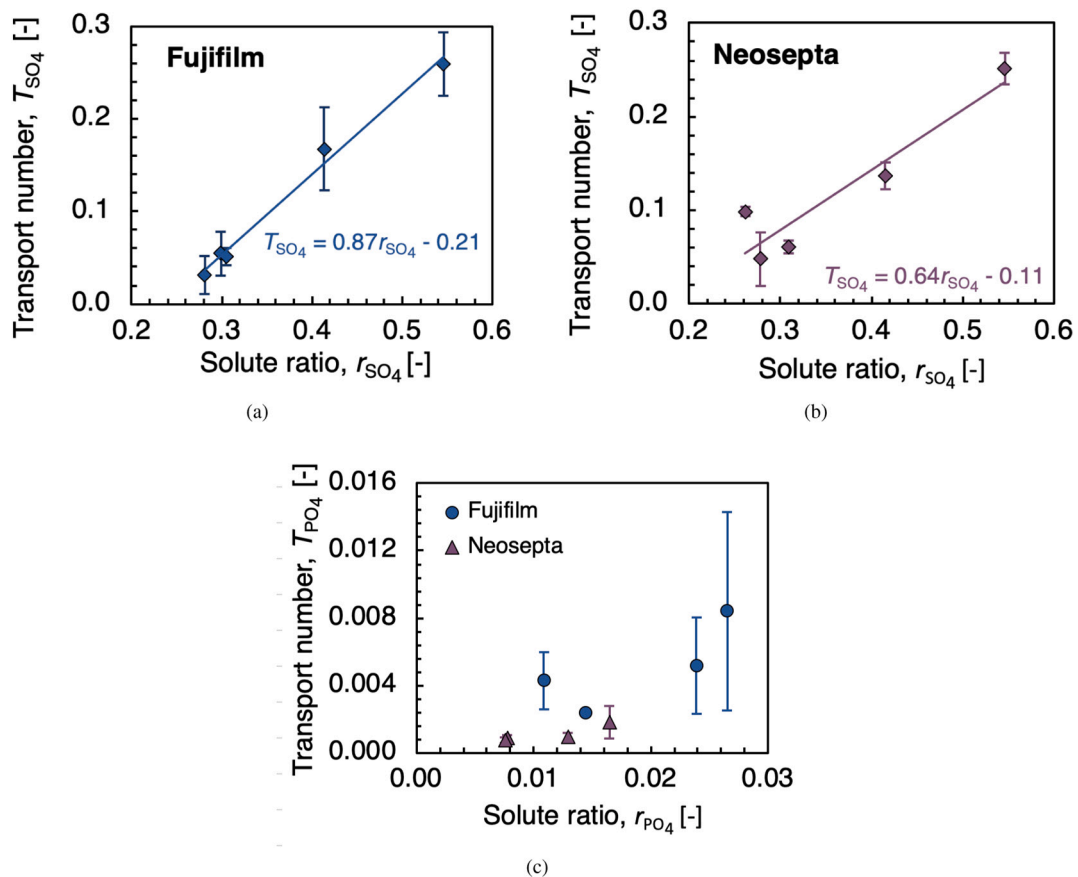 Fujifilm
Transport number, T_SO4 [-]
0.3
0.2
0.1
0.0
T_SO4 = 0.87r_SO4 - 0.21
0.2 0.3 0.4 0.5 0.6
Solute ratio, r_SO4 [-]
(a)
Neosepta
Transport number, T_SO4 [-]
0.3
0.2
0.1
0.0
T_SO4 = 0.64r_SO4 - 0.11
0.2 0.3 0.4 0.5 0.6
Solute ratio, r_SO4 [-]
(b)
Transport number, T_PO4 [-]
0.016
0.012
0.008
0.004
0.000
Fujifilm
Neosepta
0.00 0.01 0.02 0.03
Solute ratio, r_PO4 [-]
(c)